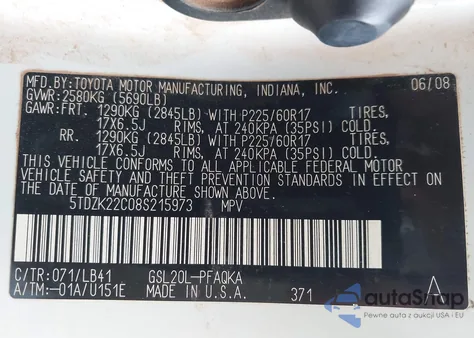 MFD.BY:TOYOTA MOTOR MANUFACTURING, INDIANA, INC. 06/08
GVWR:2580KG (5690LB)
GAWR:FRT. 1290KG (2845LB) WITH P225/60R17 TIRES,
17X6.5J RIMS, AT 240KPA (35PSI) COLD.
RR. 1290KG (2845LB) WITH P225/60R17 TIRES,
17X6.5J RIMS, AT 240KPA (35PSI) COLD.
THIS VEHICLE CONFORMS TO ALL APPLICABLE FEDERAL MOTOR
VEHICLE SAFETY AND BUMPER STANDARDS IN EFFECT ON THE
DATE OF MANUFACTURE SHOWN ABOVE.
5TDZK22C08S215973 MPV
C/TR:071/LB41 GSL20L-PFAQKA
A/TM:-01A/U151E MADE IN U.S.A. 371 A
autaSnap
Pewne auta z USA i EU